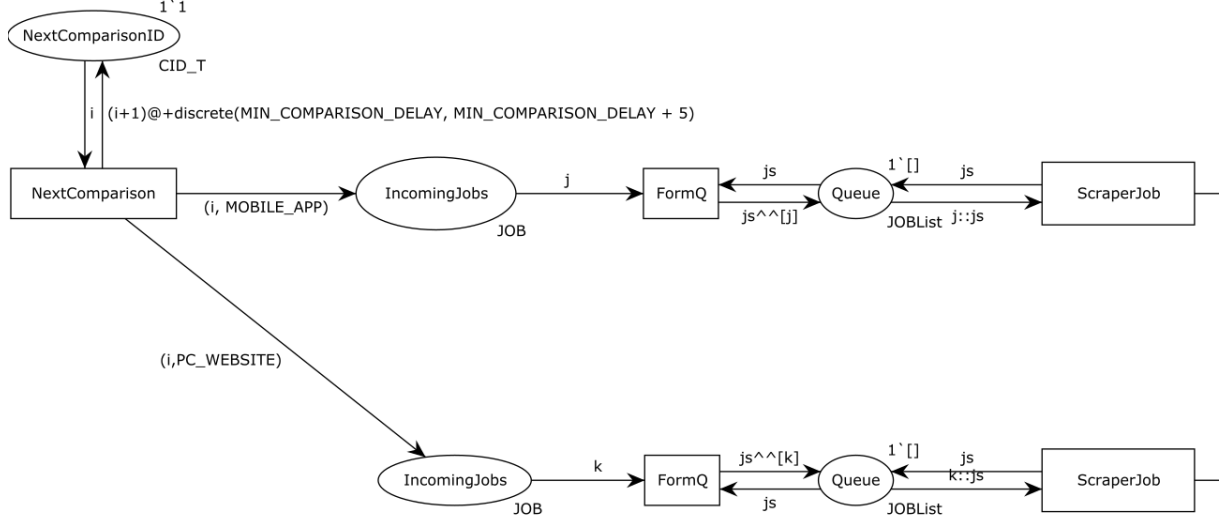 1`1
NextComparisonID
CID_T
i
(i+1)@+discrete(MIN_COMPARISON_DELAY, MIN_COMPARISON_DELAY + 5)
NextComparison
(i, MOBILE_APP)
IncomingJobs
JOB
j
FormQ
js
js^^[j]
1`[]
Queue
JOBList
js
j::js
ScraperJob
(i,PC_WEBSITE)
IncomingJobs
JOB
k
FormQ
js^^[k]
js
1`[]
Queue
JOBList
js
k::js
ScraperJob